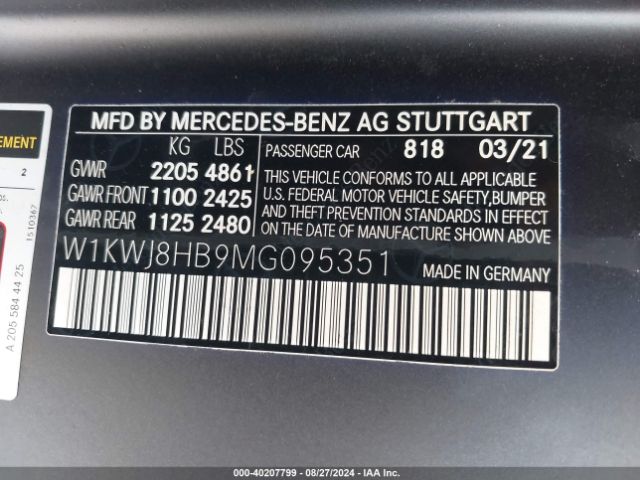 MFD BY MERCEDES-BENZ AG STUTTGART
KG LBS
GVWR 2205 4861
GAWR FRONT 1100 2425
GAWR REAR 1125 2480
PASSENGER CAR 818 03/21
THIS VEHICLE CONFORMS TO ALL APPLICABLE
U.S. FEDERAL MOTOR VEHICLE SAFETY,BUMPER
AND THEFT PREVENTION STANDARDS IN EFFECT
ON THE DATE OF MANUFACTURE SHOWN ABOVE.
W1KWJ8HB9MG095351
MADE IN GERMANY
EMENT
2
1510367
A 205 584 44 25
000-40207799 - 08/27/2024 - IAA Inc.